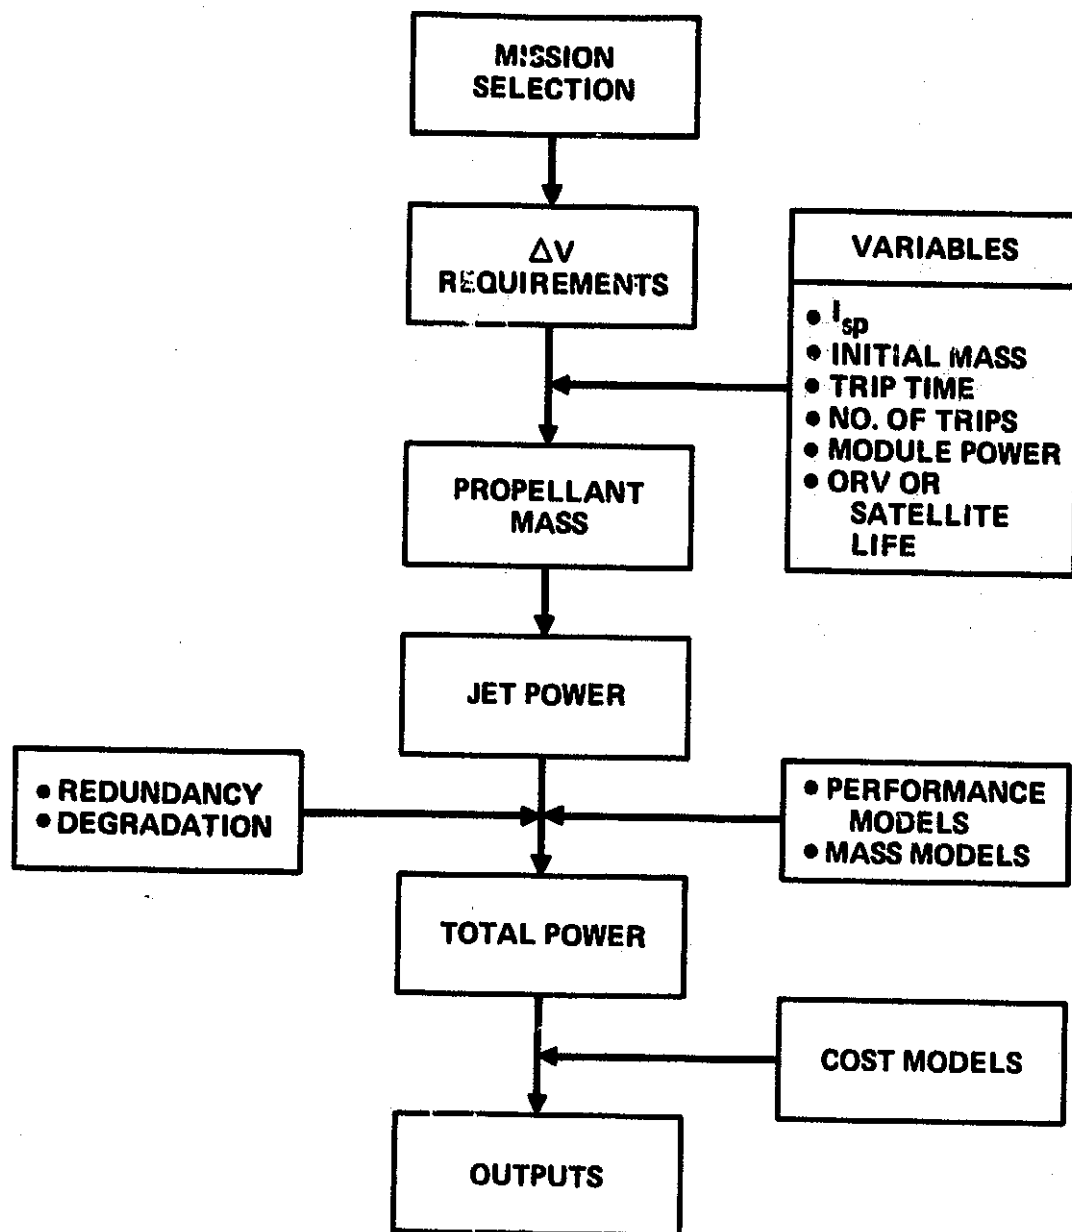 MISSION
SELECTION
ΔV
REQUIREMENTS
VARIABLES
● Isp
● INITIAL MASS
● TRIP TIME
● NO. OF TRIPS
● MODULE POWER
● ORV OR
SATELLITE
LIFE
PROPELLANT
MASS
JET POWER
● REDUNDANCY
● DEGRADATION
● PERFORMANCE
MODELS
● MASS MODELS
TOTAL POWER
COST MODELS
OUTPUTS